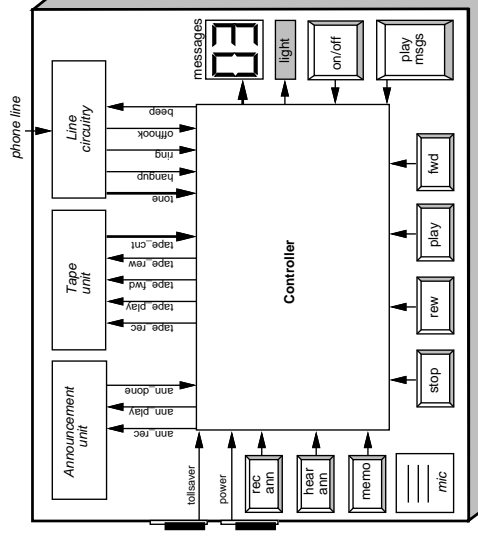 phone line
Announcement
unit
Tape
unit
Line
circuitry
ann_rec
ann_play
ann_done
tape_rec
tape_play
tape_fwd
tape_rew
tape_cnt
tone
hangup
ring
offhook
beep
tollsaver
power
rec
ann
hear
ann
memo
mic
Controller
messages
03
light
on/off
play
msgs
stop
rew
play
fwd